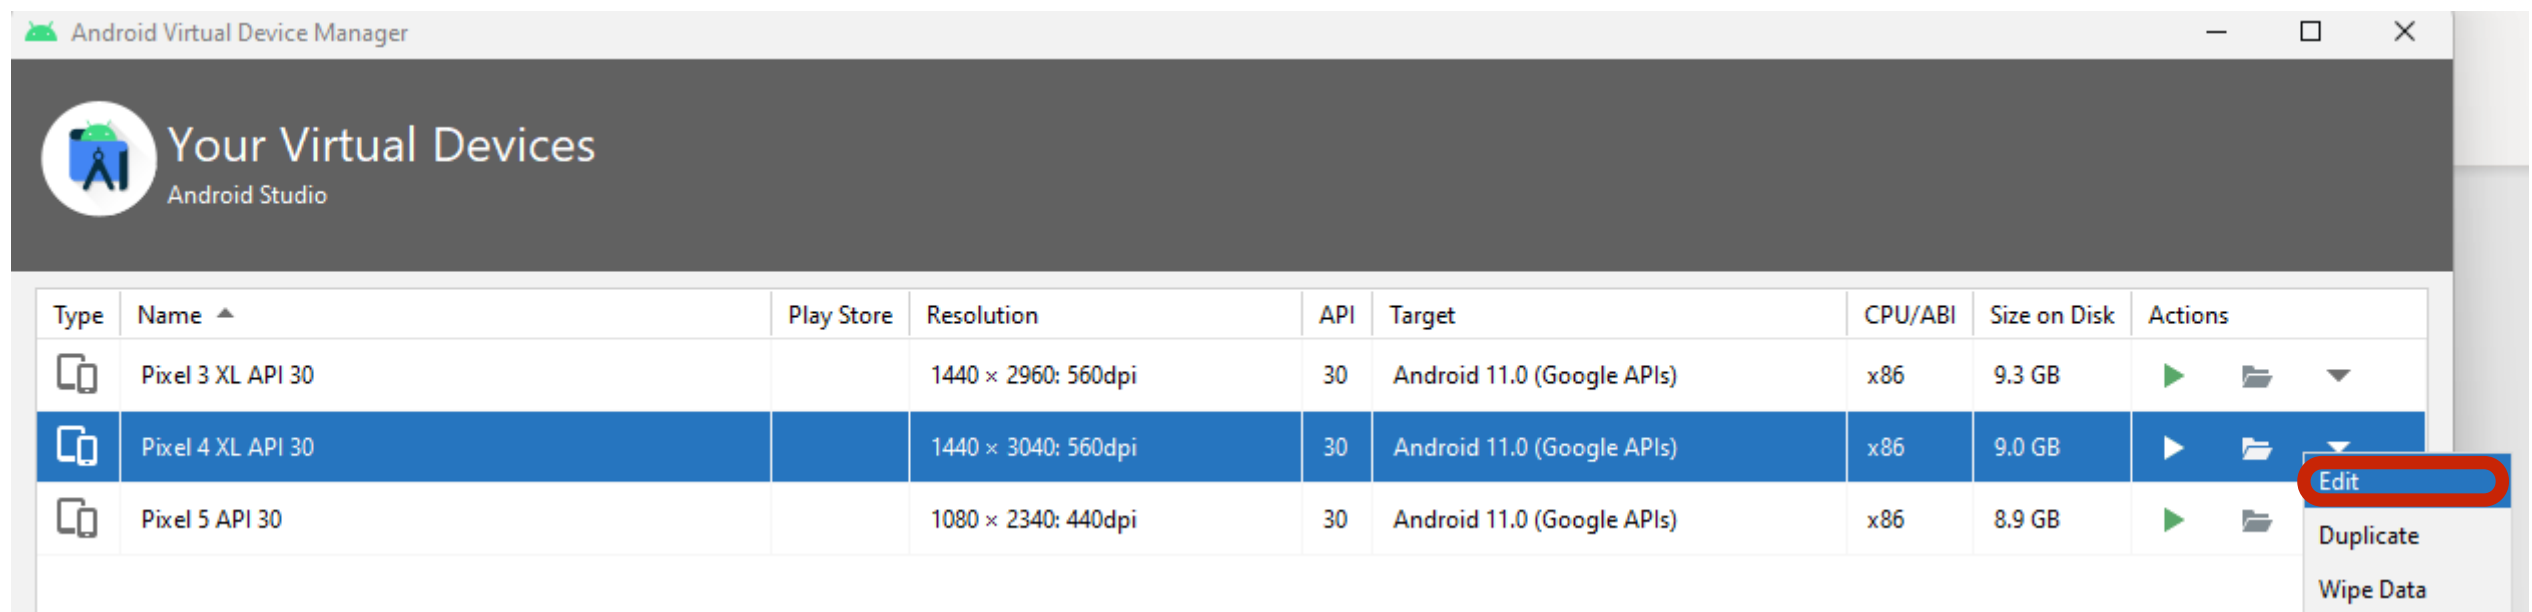 Android Virtual Device Manager
Your Virtual Devices
Android Studio
Type Name Play Store Resolution API Target CPU/ABI Size on Disk Actions
Pixel 3 XL API 30 1440 × 2960: 560dpi 30 Android 11.0 (Google APIs) x86 9.3 GB
Pixel 4 XL API 30 1440 × 3040: 560dpi 30 Android 11.0 (Google APIs) x86 9.0 GB
Edit
Pixel 5 API 30 1080 × 2340: 440dpi 30 Android 11.0 (Google APIs) x86 8.9 GB
Duplicate
Wipe Data